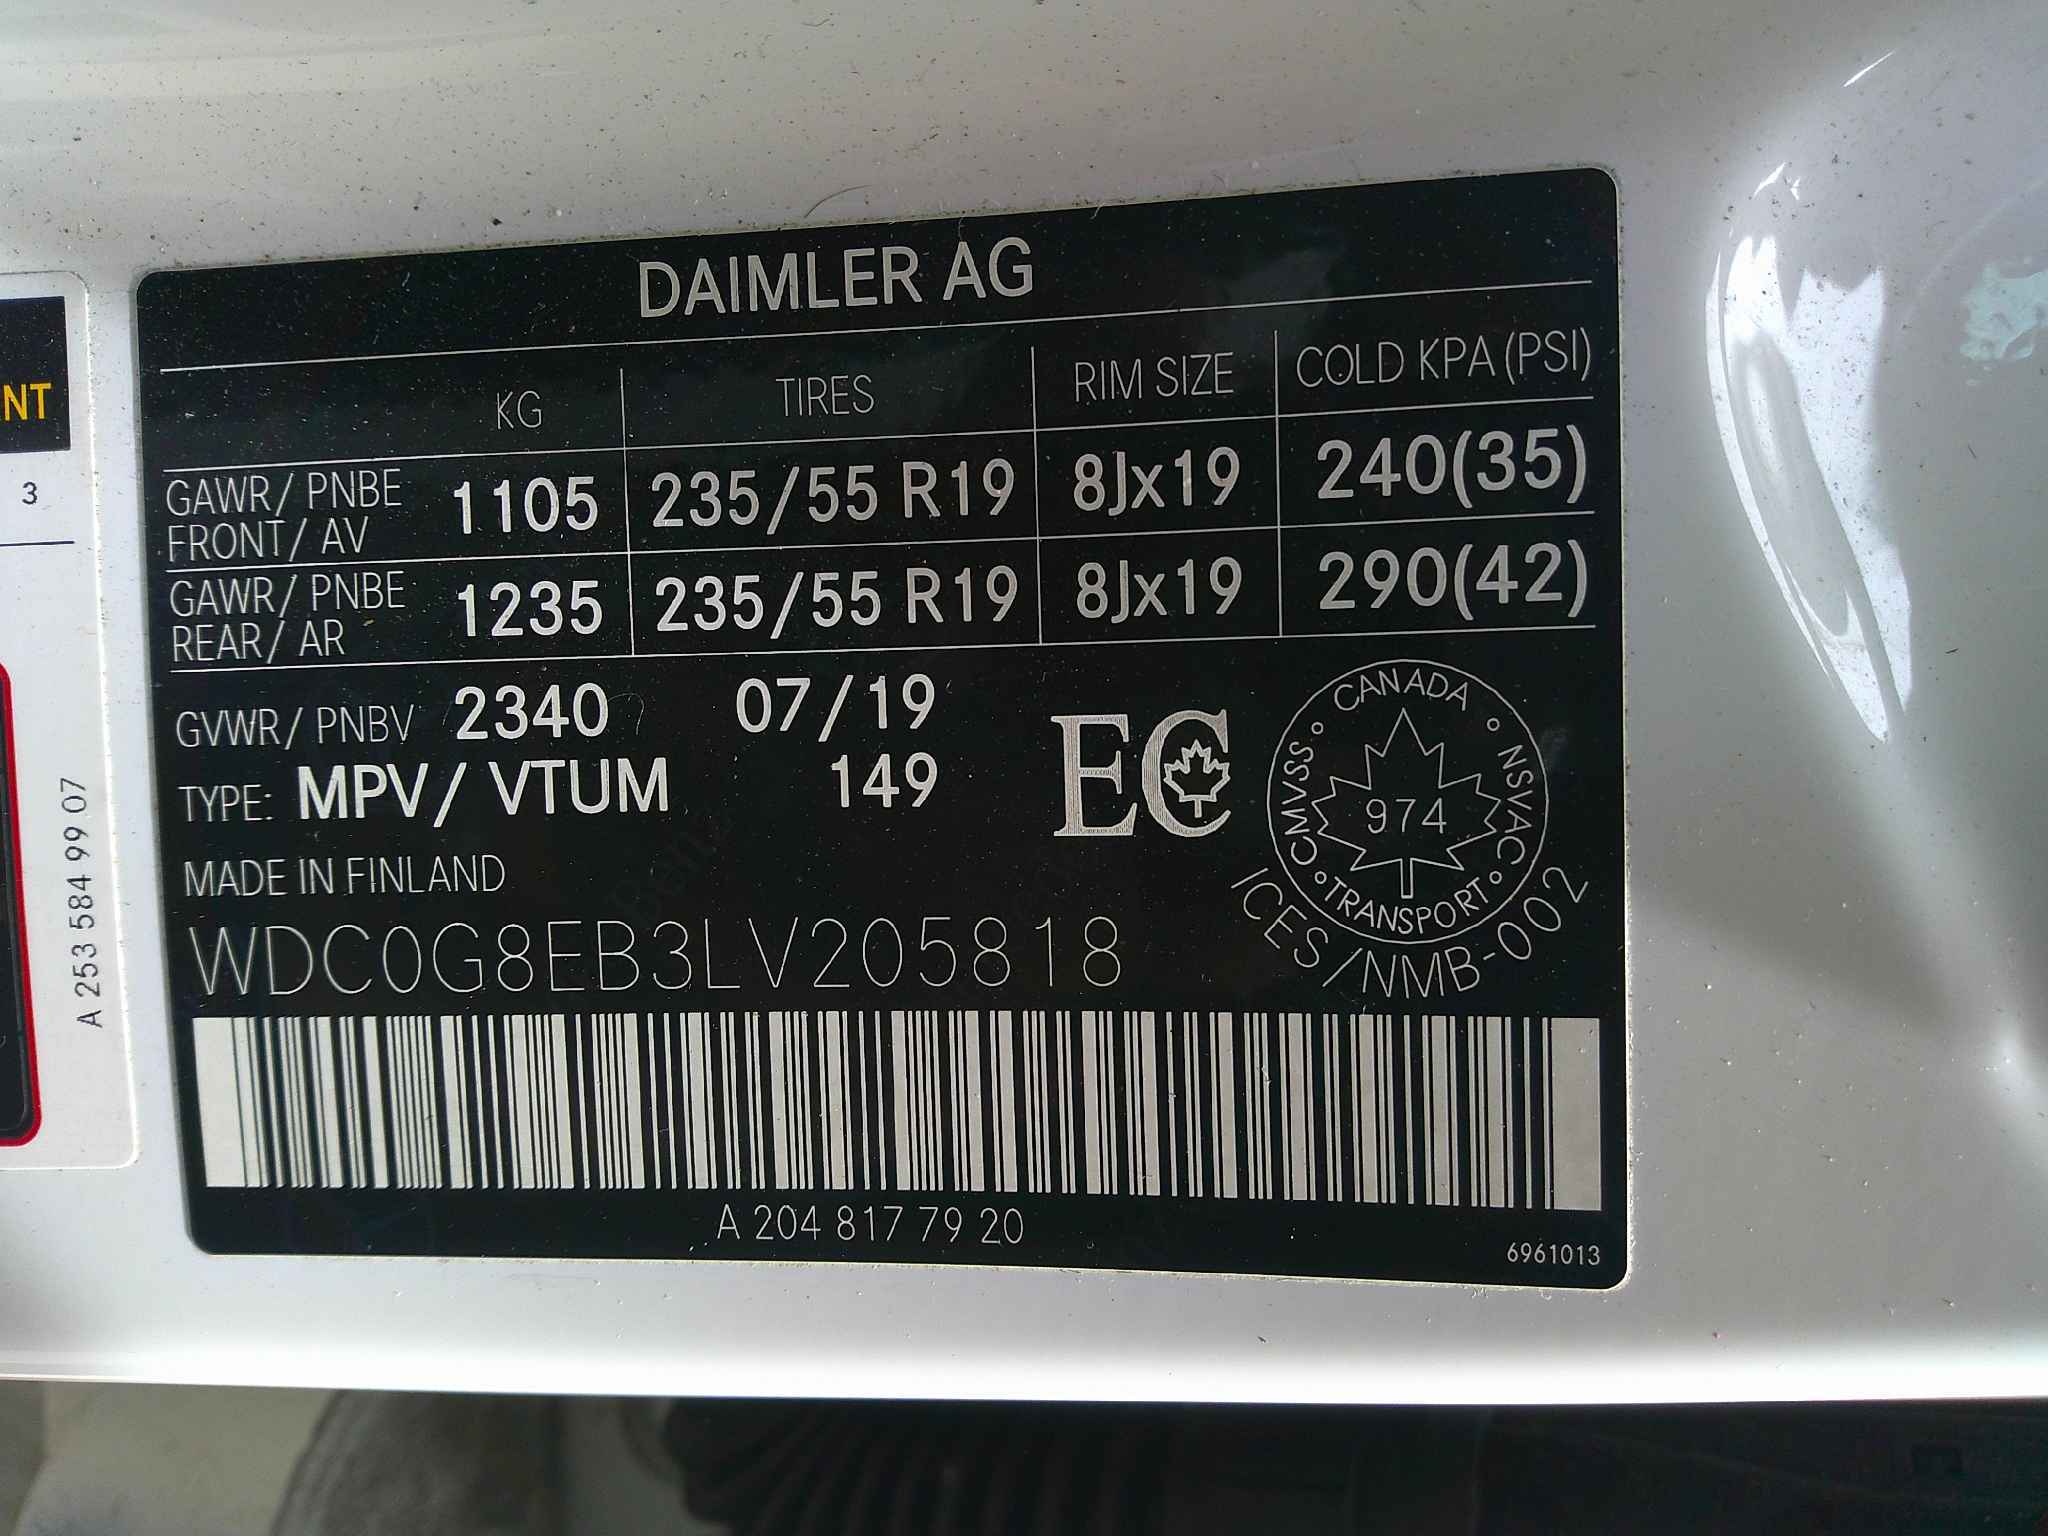 DAIMLER AG
KG TIRES RIM SIZE COLD KPA (PSI)
GAWR/ PNBE FRONT/ AV 1105 235/55 R19 8Jx19 240(35)
GAWR/ PNBE REAR/ AR 1235 235/55 R19 8Jx19 290(42)
GVWR/ PNBV 2340 07/19
TYPE: MPV/ VTUM 149
EC
CANADA
CMVSS NSVAC
974
TRANSPORT
ICES/NMB-002
MADE IN FINLAND
WDC0G8EB3LV205818
A 204 817 79 20
6961013
NT
3
A 253 584 99 07